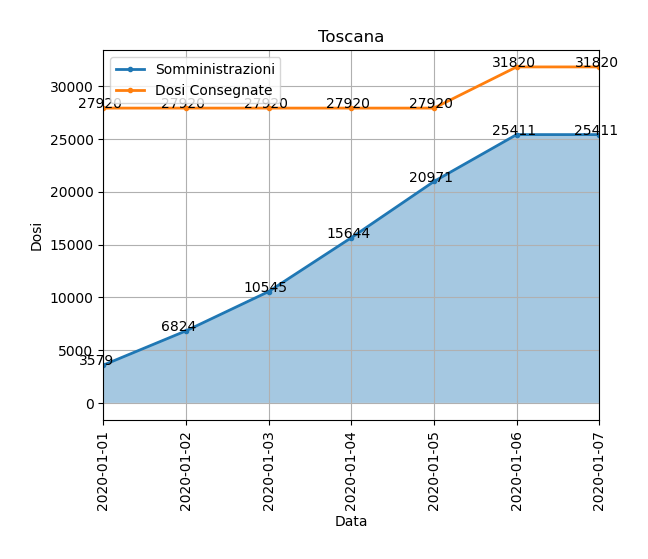 Toscana
Somministrazioni
Dosi Consegnate
31820 31820
30000
27920 27920 27920 27920 27920
25411 25411
25000
20971
20000
15644
15000
10545
10000
6824
5000
3579
0
Dosi
2020-01-01 2020-01-02 2020-01-03 2020-01-04 2020-01-05 2020-01-06 2020-01-07
Data